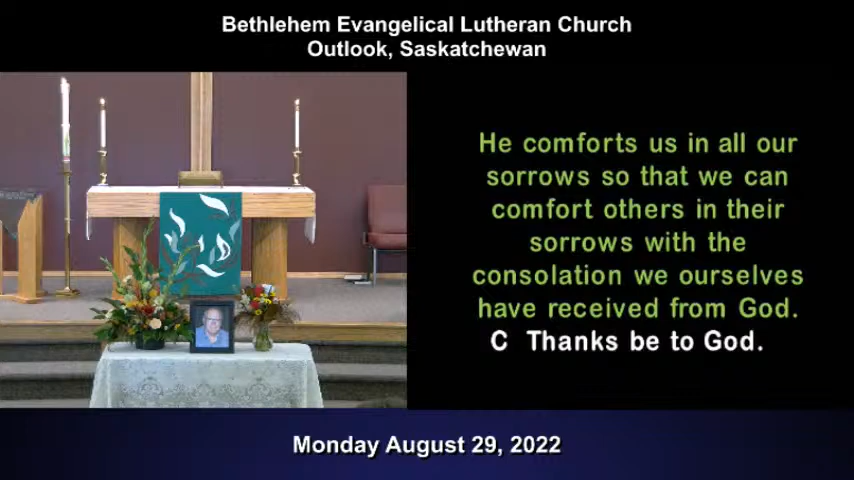 Bethlehem Evangelical Lutheran Church
Outlook, Saskatchewan
He comforts us in all our
sorrows so that we can
comfort others in their
sorrows with the
consolation we ourselves
have received from God.
C Thanks be to God.
Monday August 29, 2022